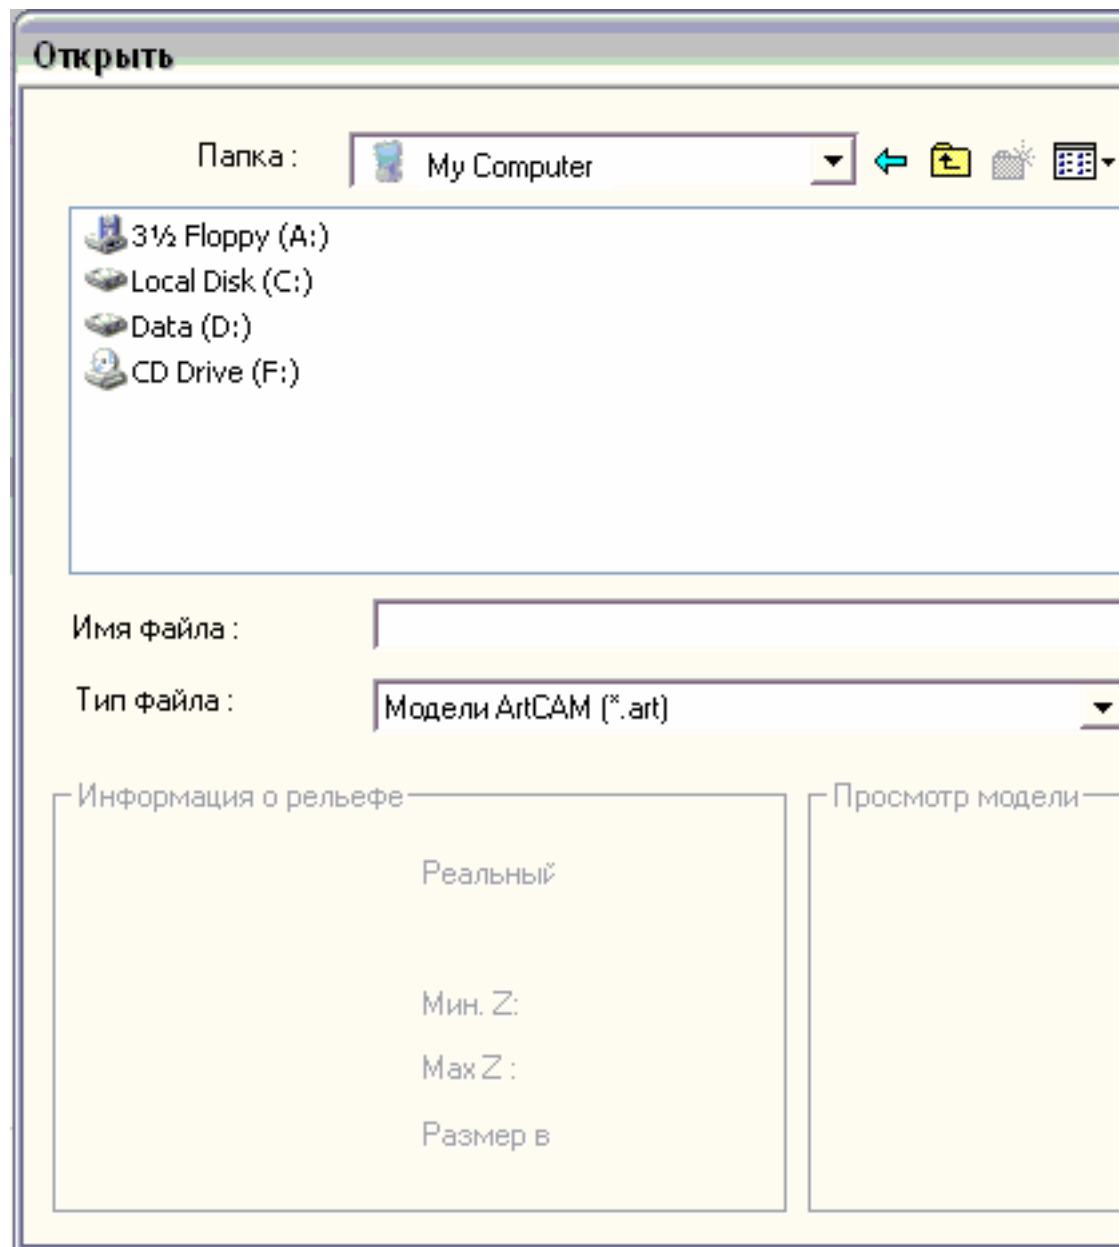 Открыть
Папка :
My Computer
3½ Floppy (A:)
Local Disk (C:)
Data (D:)
CD Drive (F:)
Имя файла :
Тип файла :
Модели ArtCAM (*.art)
Информация о рельефе
Просмотр модели
Реальный
Мин. Z:
Max Z :
Размер в